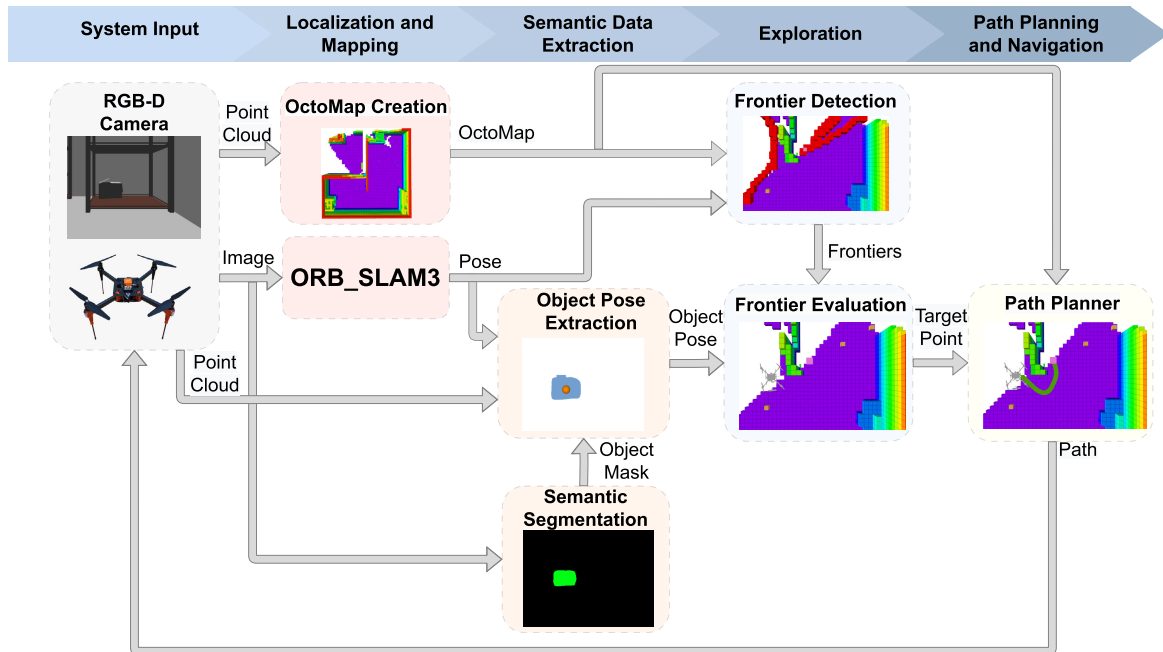 System Input
Localization and
Mapping
Semantic Data
Extraction
Exploration
Path Planning
and Navigation
RGB-D
Camera
Point
Cloud
OctoMap Creation
OctoMap
Frontier Detection
Image
ORB_SLAM3
Pose
Frontiers
Object Pose
Extraction
Object
Pose
Frontier Evaluation
Target
Point
Path Planner
Point
Cloud
Object
Mask
Path
Semantic
Segmentation